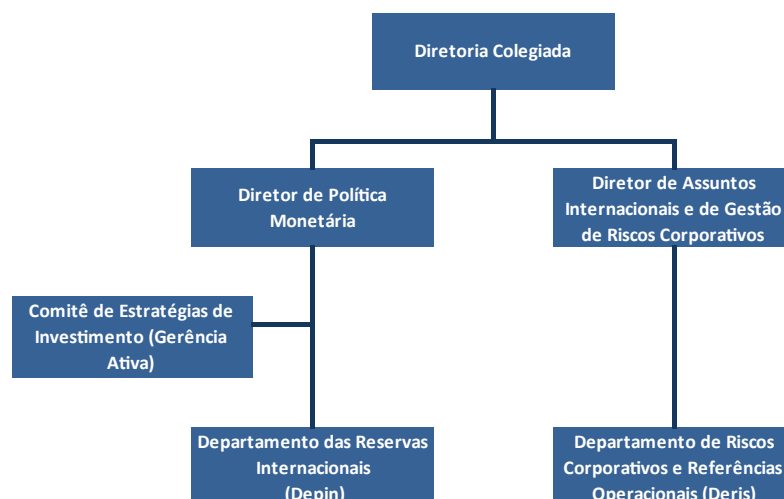 Diretoria Colegiada
Diretor de Política
Monetária
Diretor de Assuntos
Internacionais e de Gestão
de Riscos Corporativos
Comitê de Estratégias de
Investimento (Gerência
Ativa)
Departamento das Reservas
Internacionais
(Depin)
Departamento de Riscos
Corporativos e Referências
Operacionais (Deris)